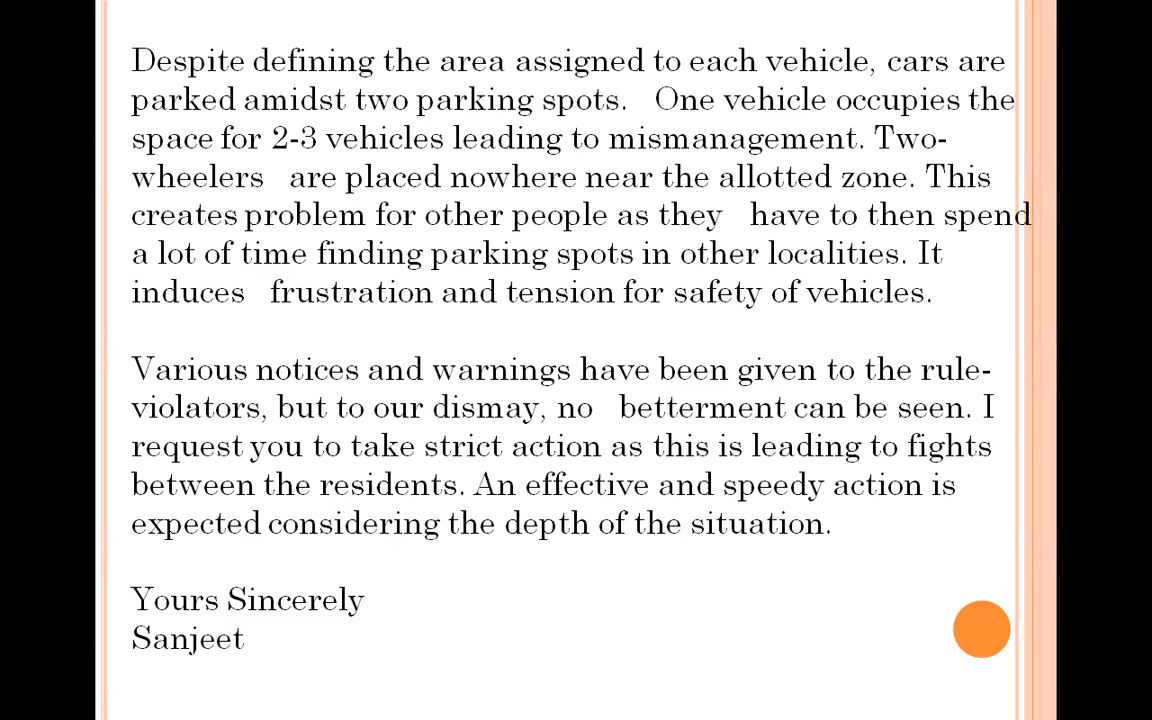 Despite defining the area assigned to each vehicle, cars are
parked amidst two parking spots.   One vehicle occupies the
space for 2-3 vehicles leading to mismanagement. Two-
wheelers   are placed nowhere near the allotted zone. This
creates problem for other people as they   have to then spend
a lot of time finding parking spots in other localities. It
induces   frustration and tension for safety of vehicles.
Various notices and warnings have been given to the rule-
violators, but to our dismay, no   betterment can be seen. I
request you to take strict action as this is leading to fights
between the residents. An effective and speedy action is
expected considering the depth of the situation.
Yours Sincerely
Sanjeet